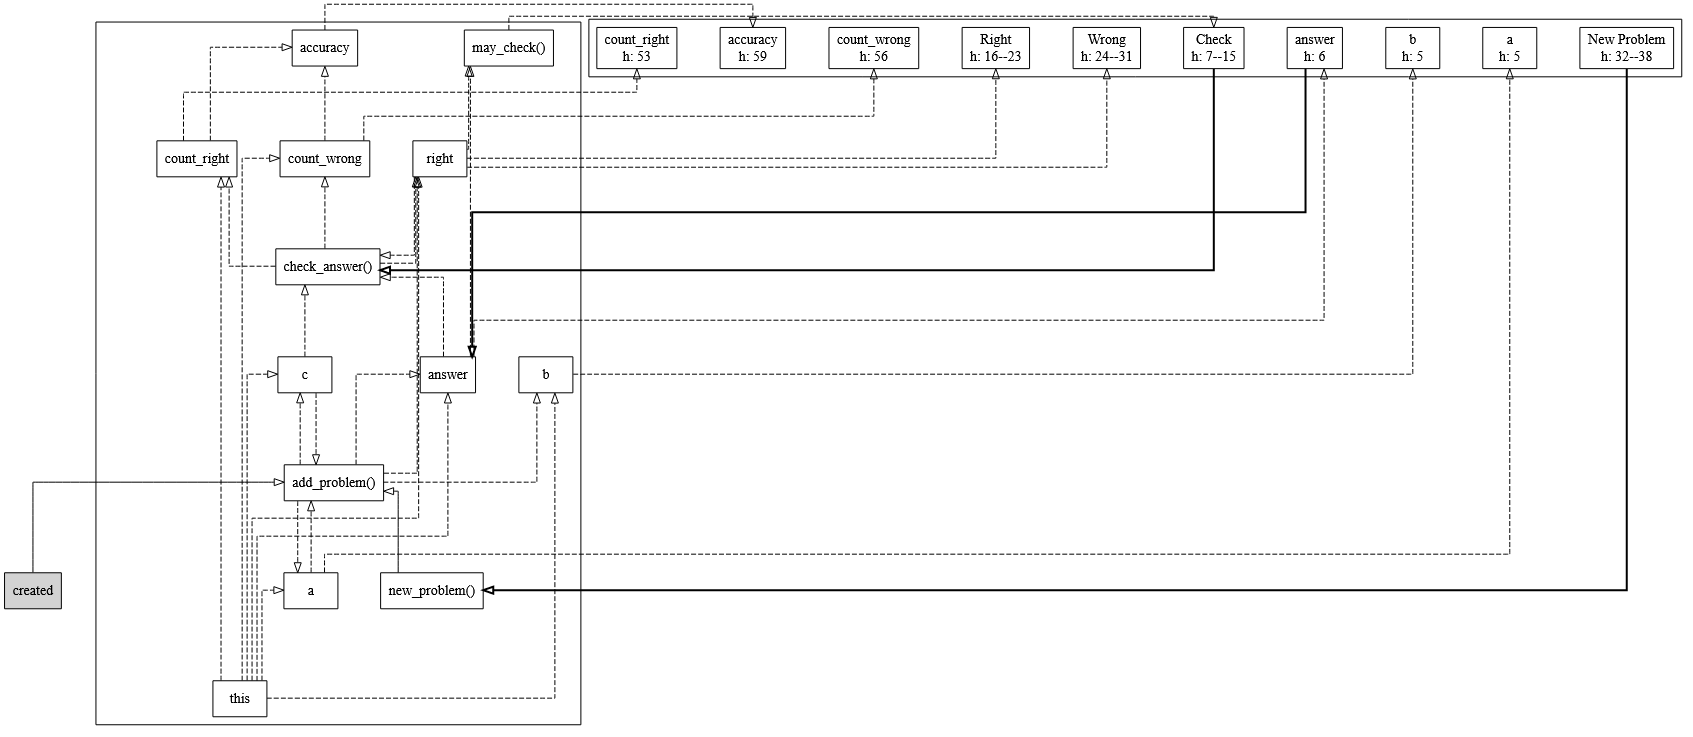 accuracy
may_check()
count_right
h: 53
accuracy
h: 59
count_wrong
h: 56
Right
h: 16--23
Wrong
h: 24--31
Check
h: 7--15
answer
h: 6
b
h: 5
a
h: 5
New Problem
h: 32--38
count_right
count_wrong
right
check_answer()
c
answer
b
add_problem()
created
a
new_problem()
this